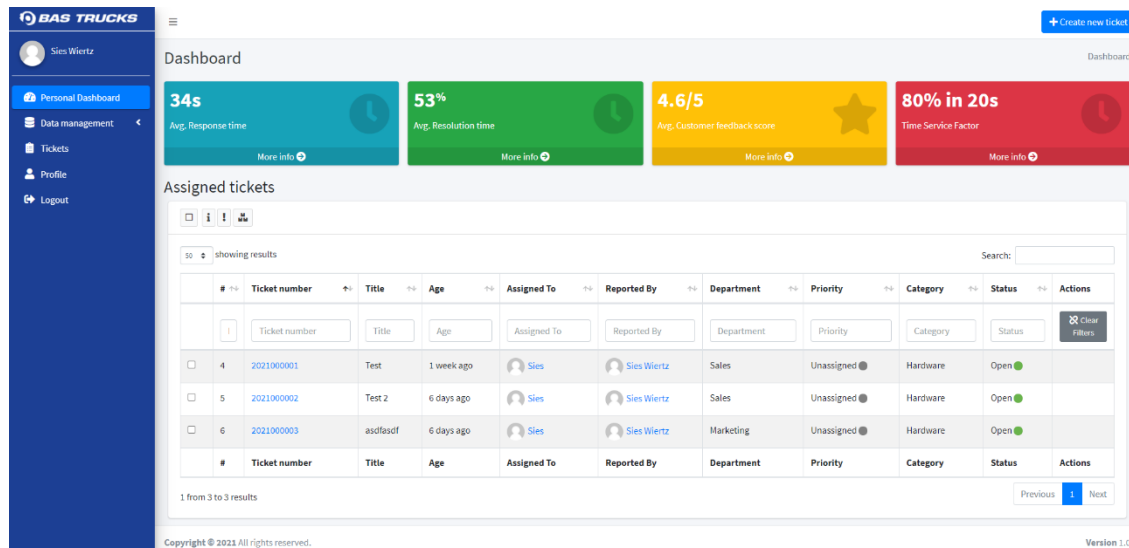 BAS TRUCKS
Create new ticket
Sies Wiertz
Dashboard
Dashboard
Personal Dashboard
Data management
Tickets
Profile
Logout
34s
Avg. Response time
More info
53%
Avg. Resolution time
More info
4.6/5
Avg. Customer feedback score
More info
80% in 20s
Time Service Factor
More info
Assigned tickets
50 showing results
Search:
# Ticket number Title Age Assigned To Reported By Department Priority Category Status Actions
Ticket number Title Age Assigned To Reported By Department Priority Category Status Clear Filters
4 2021000001 Test 1 week ago Sies Sies Wiertz Sales Unassigned Hardware Open
5 2021000002 Test 2 6 days ago Sies Sies Wiertz Sales Unassigned Hardware Open
6 2021000003 asdfasdf 6 days ago Sies Sies Wiertz Marketing Unassigned Hardware Open
# Ticket number Title Age Assigned To Reported By Department Priority Category Status Actions
1 from 3 to 3 results
Previous 1 Next
Copyright © 2021 All rights reserved.
Version 1.0